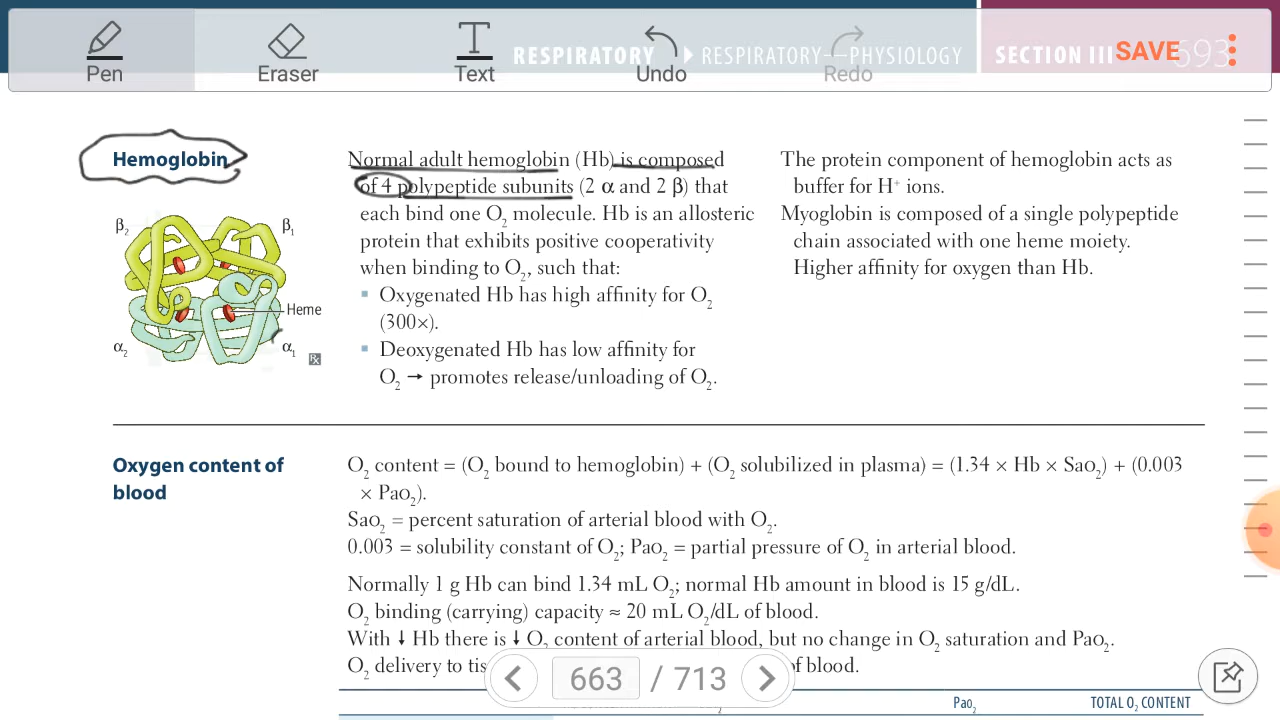 Pen
Eraser
Text
Undo
Redo
SAVE
RESPIRATORY ▶ RESPIRATORY—PHYSIOLOGY SECTION III 693
Hemoglobin
β2 β1
Heme
α2 α1
Normal adult hemoglobin (Hb) is composed
of 4 polypeptide subunits (2 α and 2 β) that
each bind one O2 molecule. Hb is an allosteric
protein that exhibits positive cooperativity
when binding to O2, such that:
▪ Oxygenated Hb has high affinity for O2
(300×).
▪ Deoxygenated Hb has low affinity for
O2 → promotes release/unloading of O2.
The protein component of hemoglobin acts as
buffer for H+ ions.
Myoglobin is composed of a single polypeptide
chain associated with one heme moiety.
Higher affinity for oxygen than Hb.
Oxygen content of
blood
O2 content = (O2 bound to hemoglobin) + (O2 solubilized in plasma) = (1.34 × Hb × SaO2) + (0.003
× PaO2).
SaO2 = percent saturation of arterial blood with O2.
0.003 = solubility constant of O2; PaO2 = partial pressure of O2 in arterial blood.
Normally 1 g Hb can bind 1.34 mL O2; normal Hb amount in blood is 15 g/dL.
O2 binding (carrying) capacity ≈ 20 mL O2/dL of blood.
With ↓ Hb there is ↓ O2 content of arterial blood, but no change in O2 saturation and PaO2.
O2 delivery to of blood.
663 / 713
PaO2 TOTAL O2 CONTENT